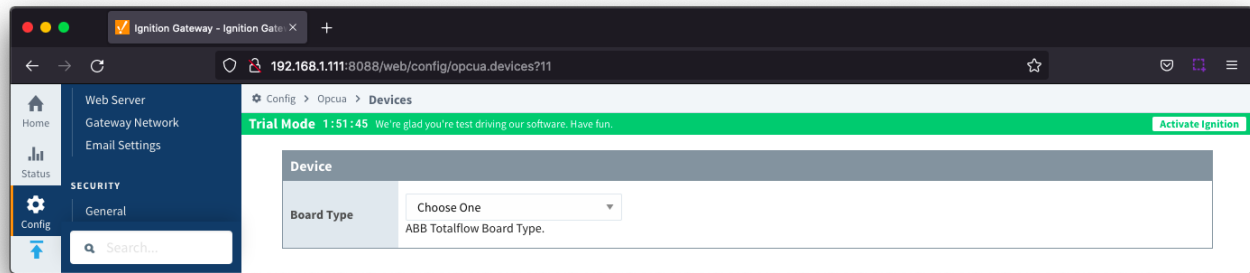 Ignition Gateway - Ignition Gate
192.168.1.111:8088/web/config/opcua.devices?11
Home
Status
Config
Web Server
Gateway Network
Email Settings
SECURITY
General
Search...
Config > Opcua > Devices
Trial Mode 1:51:45 We're glad you're test driving our software. Have fun.
Activate Ignition
Device
Board Type
Choose One
ABB Totalflow Board Type.